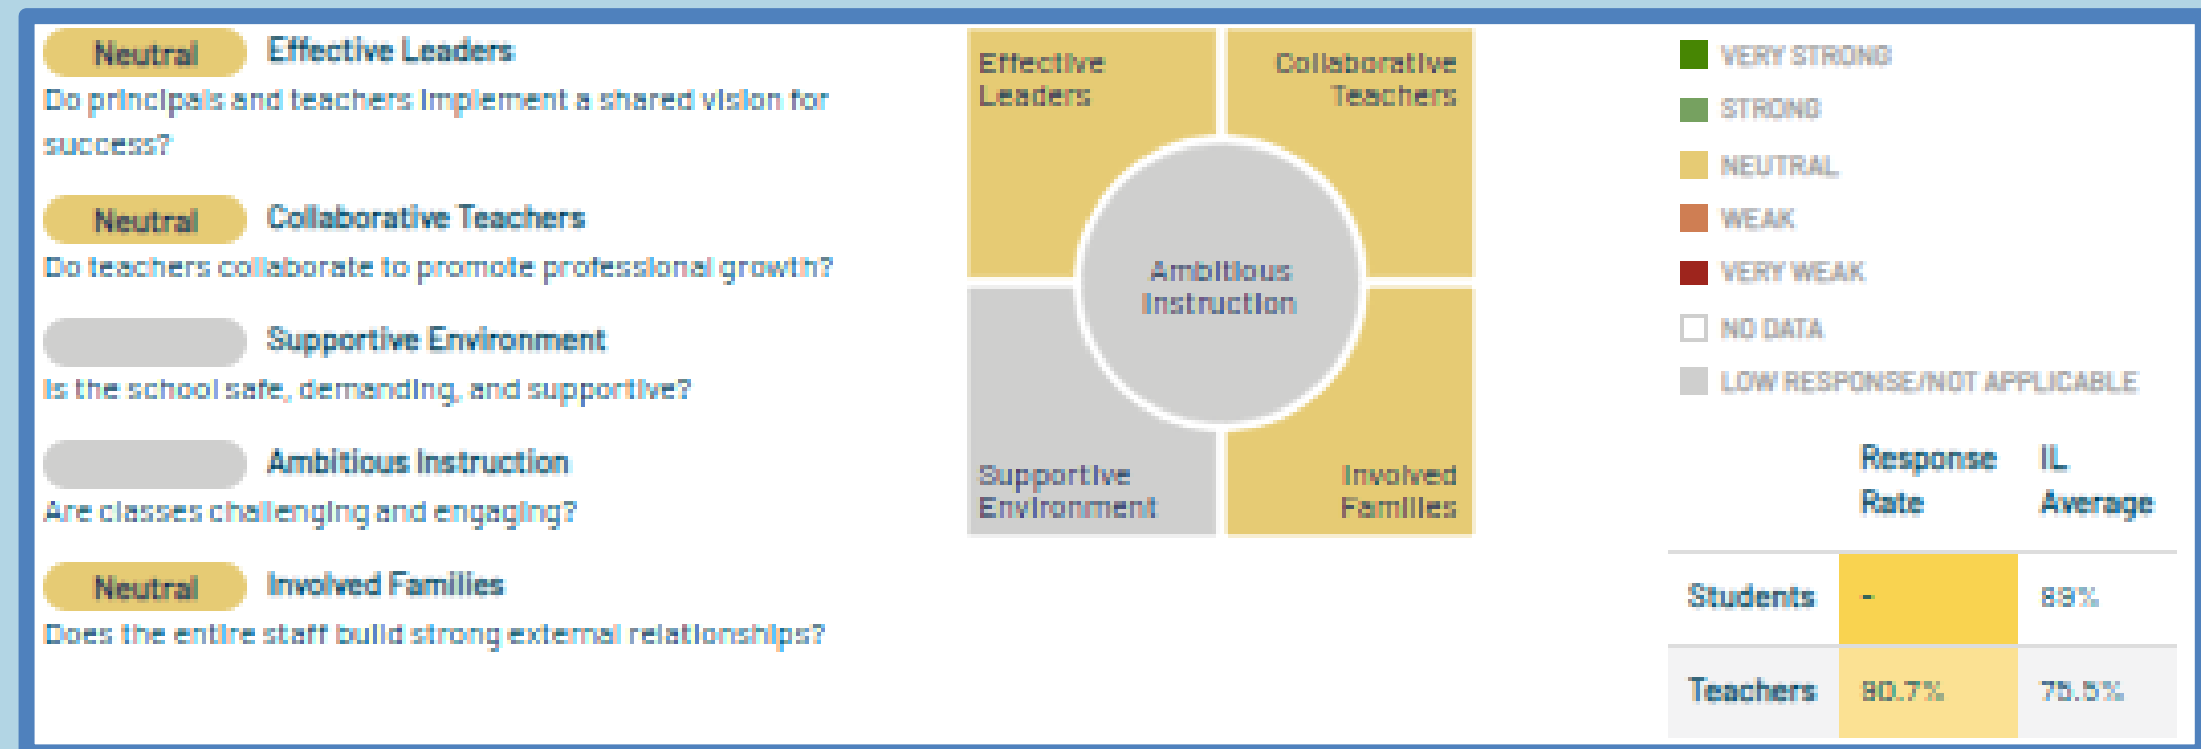 Neutral Effective Leaders
Do principals and teachers implement a shared vision for
success?
Neutral Collaborative Teachers
Do teachers collaborate to promote professional growth?
Supportive Environment
Is the school safe, demanding, and supportive?
Ambitious Instruction
Are classes challenging and engaging?
Neutral Involved Families
Does the entire staff build strong external relationships?
Effective
Leaders
Collaborative
Teachers
Ambitious
Instruction
Supportive
Environment
Involved
Families
VERY STRONG
STRONG
NEUTRAL
WEAK
VERY WEAK
NO DATA
LOW RESPONSE/NOT APPLICABLE
Response
Rate
IL
Average
Students -
Teachers 90.7% 75.5%